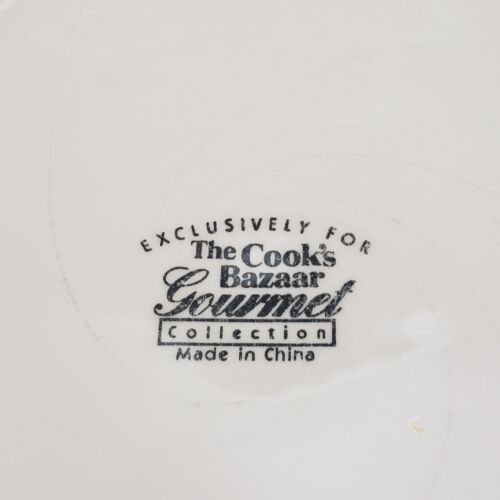 EXCLUSIVELY FOR
The Cook's
Bazaar
Gourmet
Collection
Made in China